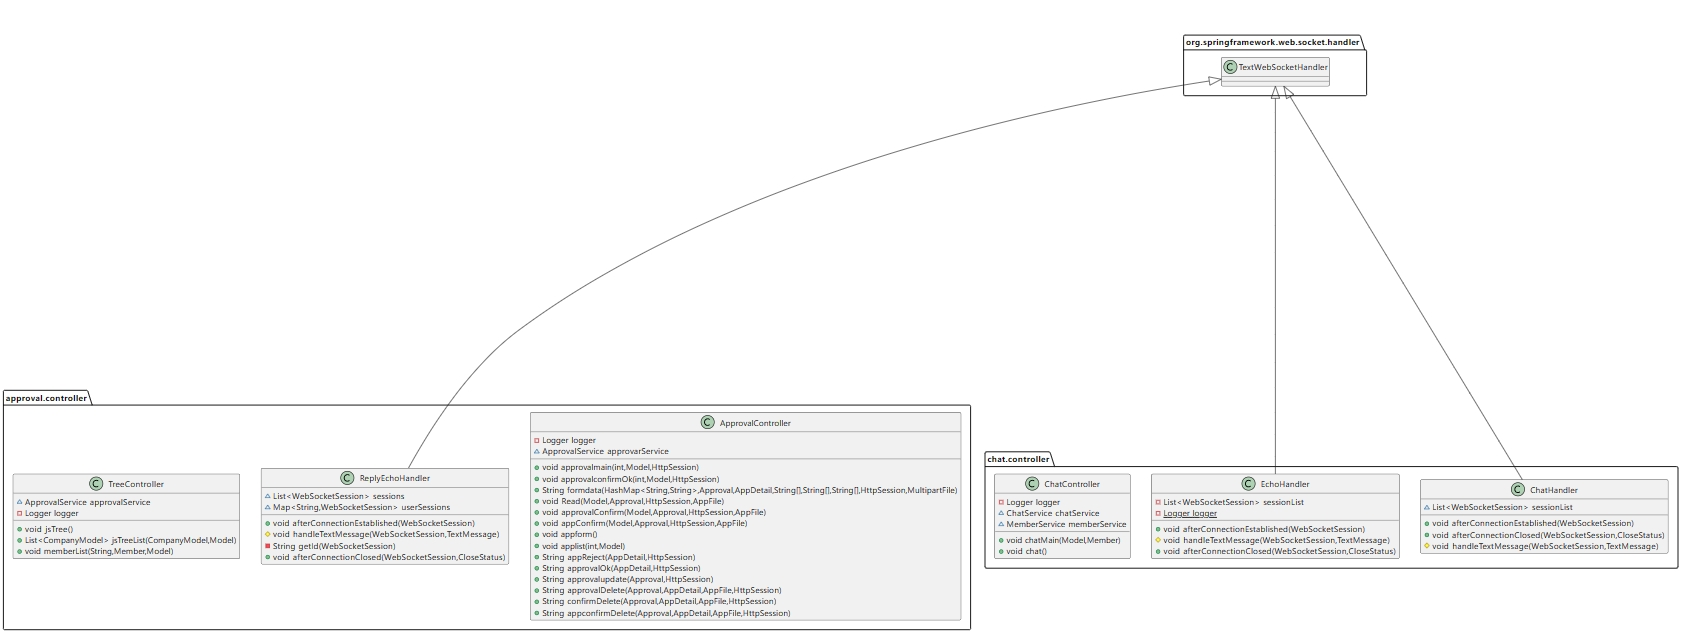 org.springframework.web.socket.handler
C TextWebSocketHandler
approval.controller
C TreeController
ApprovalService approvalService
Logger logger
void jsTree()
List<CompanyModel> jsTreeList(CompanyModel,Model)
void memberList(String,Member,Model)
C ReplyEchoHandler
List<WebSocketSession> sessions
Map<String,WebSocketSession> userSessions
void afterConnectionEstablished(WebSocketSession)
void handleTextMessage(WebSocketSession,TextMessage)
String getId(WebSocketSession)
void afterConnectionClosed(WebSocketSession,CloseStatus)
C ApprovalController
Logger logger
ApprovalService approvarService
void approvalmain(int,Model,HttpSession)
void approvalconfirmOk(int,Model,HttpSession)
String formdata(HashMap<String,String>,Approval,AppDetail,String[],String[],String[],HttpSession,MultipartFile)
void Read(Model,Approval,HttpSession,AppFile)
void approvalConfirm(Model,Approval,HttpSession,AppFile)
void appConfirm(Model,Approval,HttpSession,AppFile)
void appform()
void applist(int,Model)
String appReject(AppDetail,HttpSession)
String approvalOk(AppDetail,HttpSession)
String approvalupdate(Approval,HttpSession)
String approvalDelete(Approval,AppDetail,AppFile,HttpSession)
String confirmDelete(Approval,AppDetail,AppFile,HttpSession)
String appconfirmDelete(Approval,AppDetail,AppFile,HttpSession)
chat.controller
C ChatController
Logger logger
ChatService chatService
MemberService memberService
void chatMain(Model,Member)
void chat()
C EchoHandler
List<WebSocketSession> sessionList
Logger logger
void afterConnectionEstablished(WebSocketSession)
void handleTextMessage(WebSocketSession,TextMessage)
void afterConnectionClosed(WebSocketSession,CloseStatus)
C ChatHandler
List<WebSocketSession> sessionList
void afterConnectionEstablished(WebSocketSession)
void afterConnectionClosed(WebSocketSession,CloseStatus)
void handleTextMessage(WebSocketSession,TextMessage)